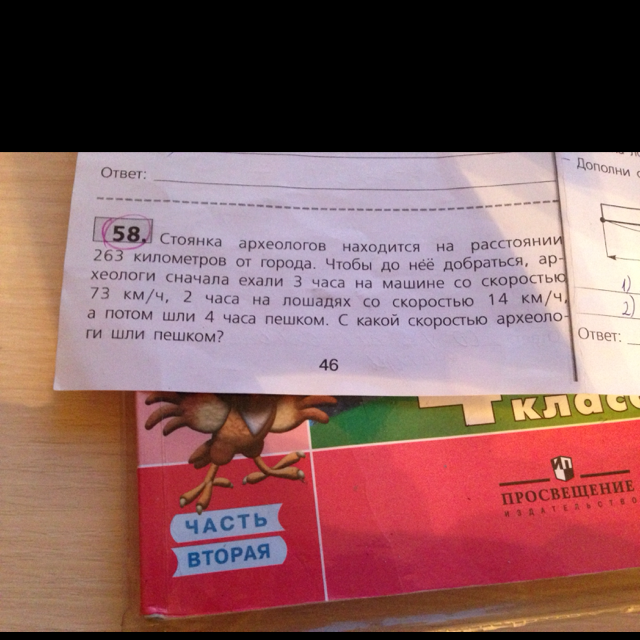 Ответ:
Дополни
58. Стоянка археологов находится на расстоянии
263 километров от города. Чтобы до неё добраться, ар-
хеологи сначала ехали 3 часа на машине со скоростью
73 км/ч, 2 часа на лошадях со скоростью 14 км/ч,
а потом шли 4 часа пешком. С какой скоростью археоло-
ги шли пешком?
46
1)
2)
Ответ:
4 класс
ПРОСВЕЩЕНИЕ
ИЗДАТЕЛЬСТВО
ЧАСТЬ
ВТОРАЯ